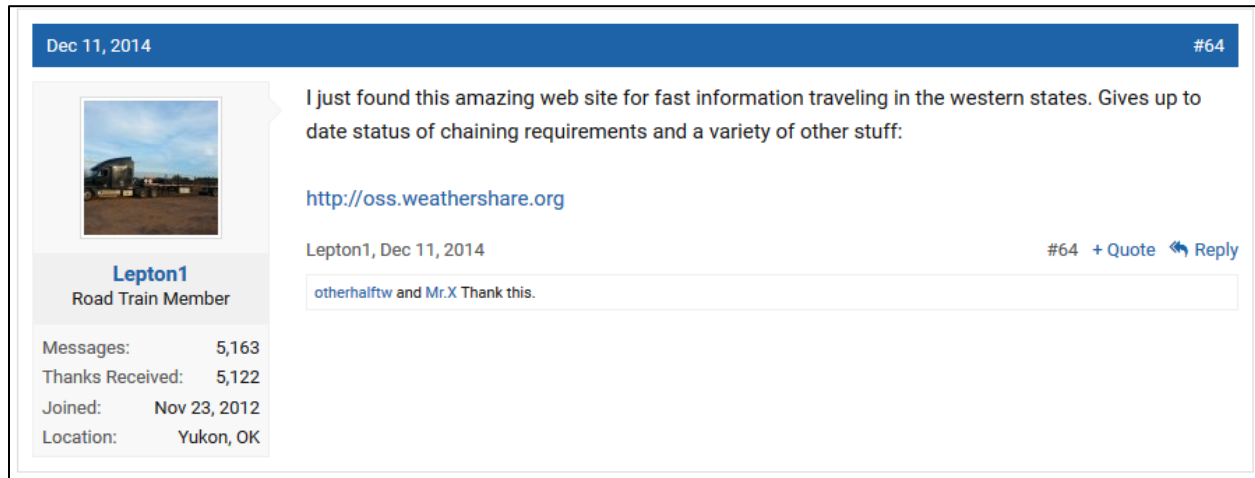 Dec 11, 2014 #64
I just found this amazing web site for fast information traveling in the western states. Gives up to
date status of chaining requirements and a variety of other stuff:
http://oss.weathershare.org
Lepton1, Dec 11, 2014 #64 + Quote Reply
otherhalftw and Mr.X Thank this.
Lepton1
Road Train Member
Messages: 5,163
Thanks Received: 5,122
Joined: Nov 23, 2012
Location: Yukon, OK